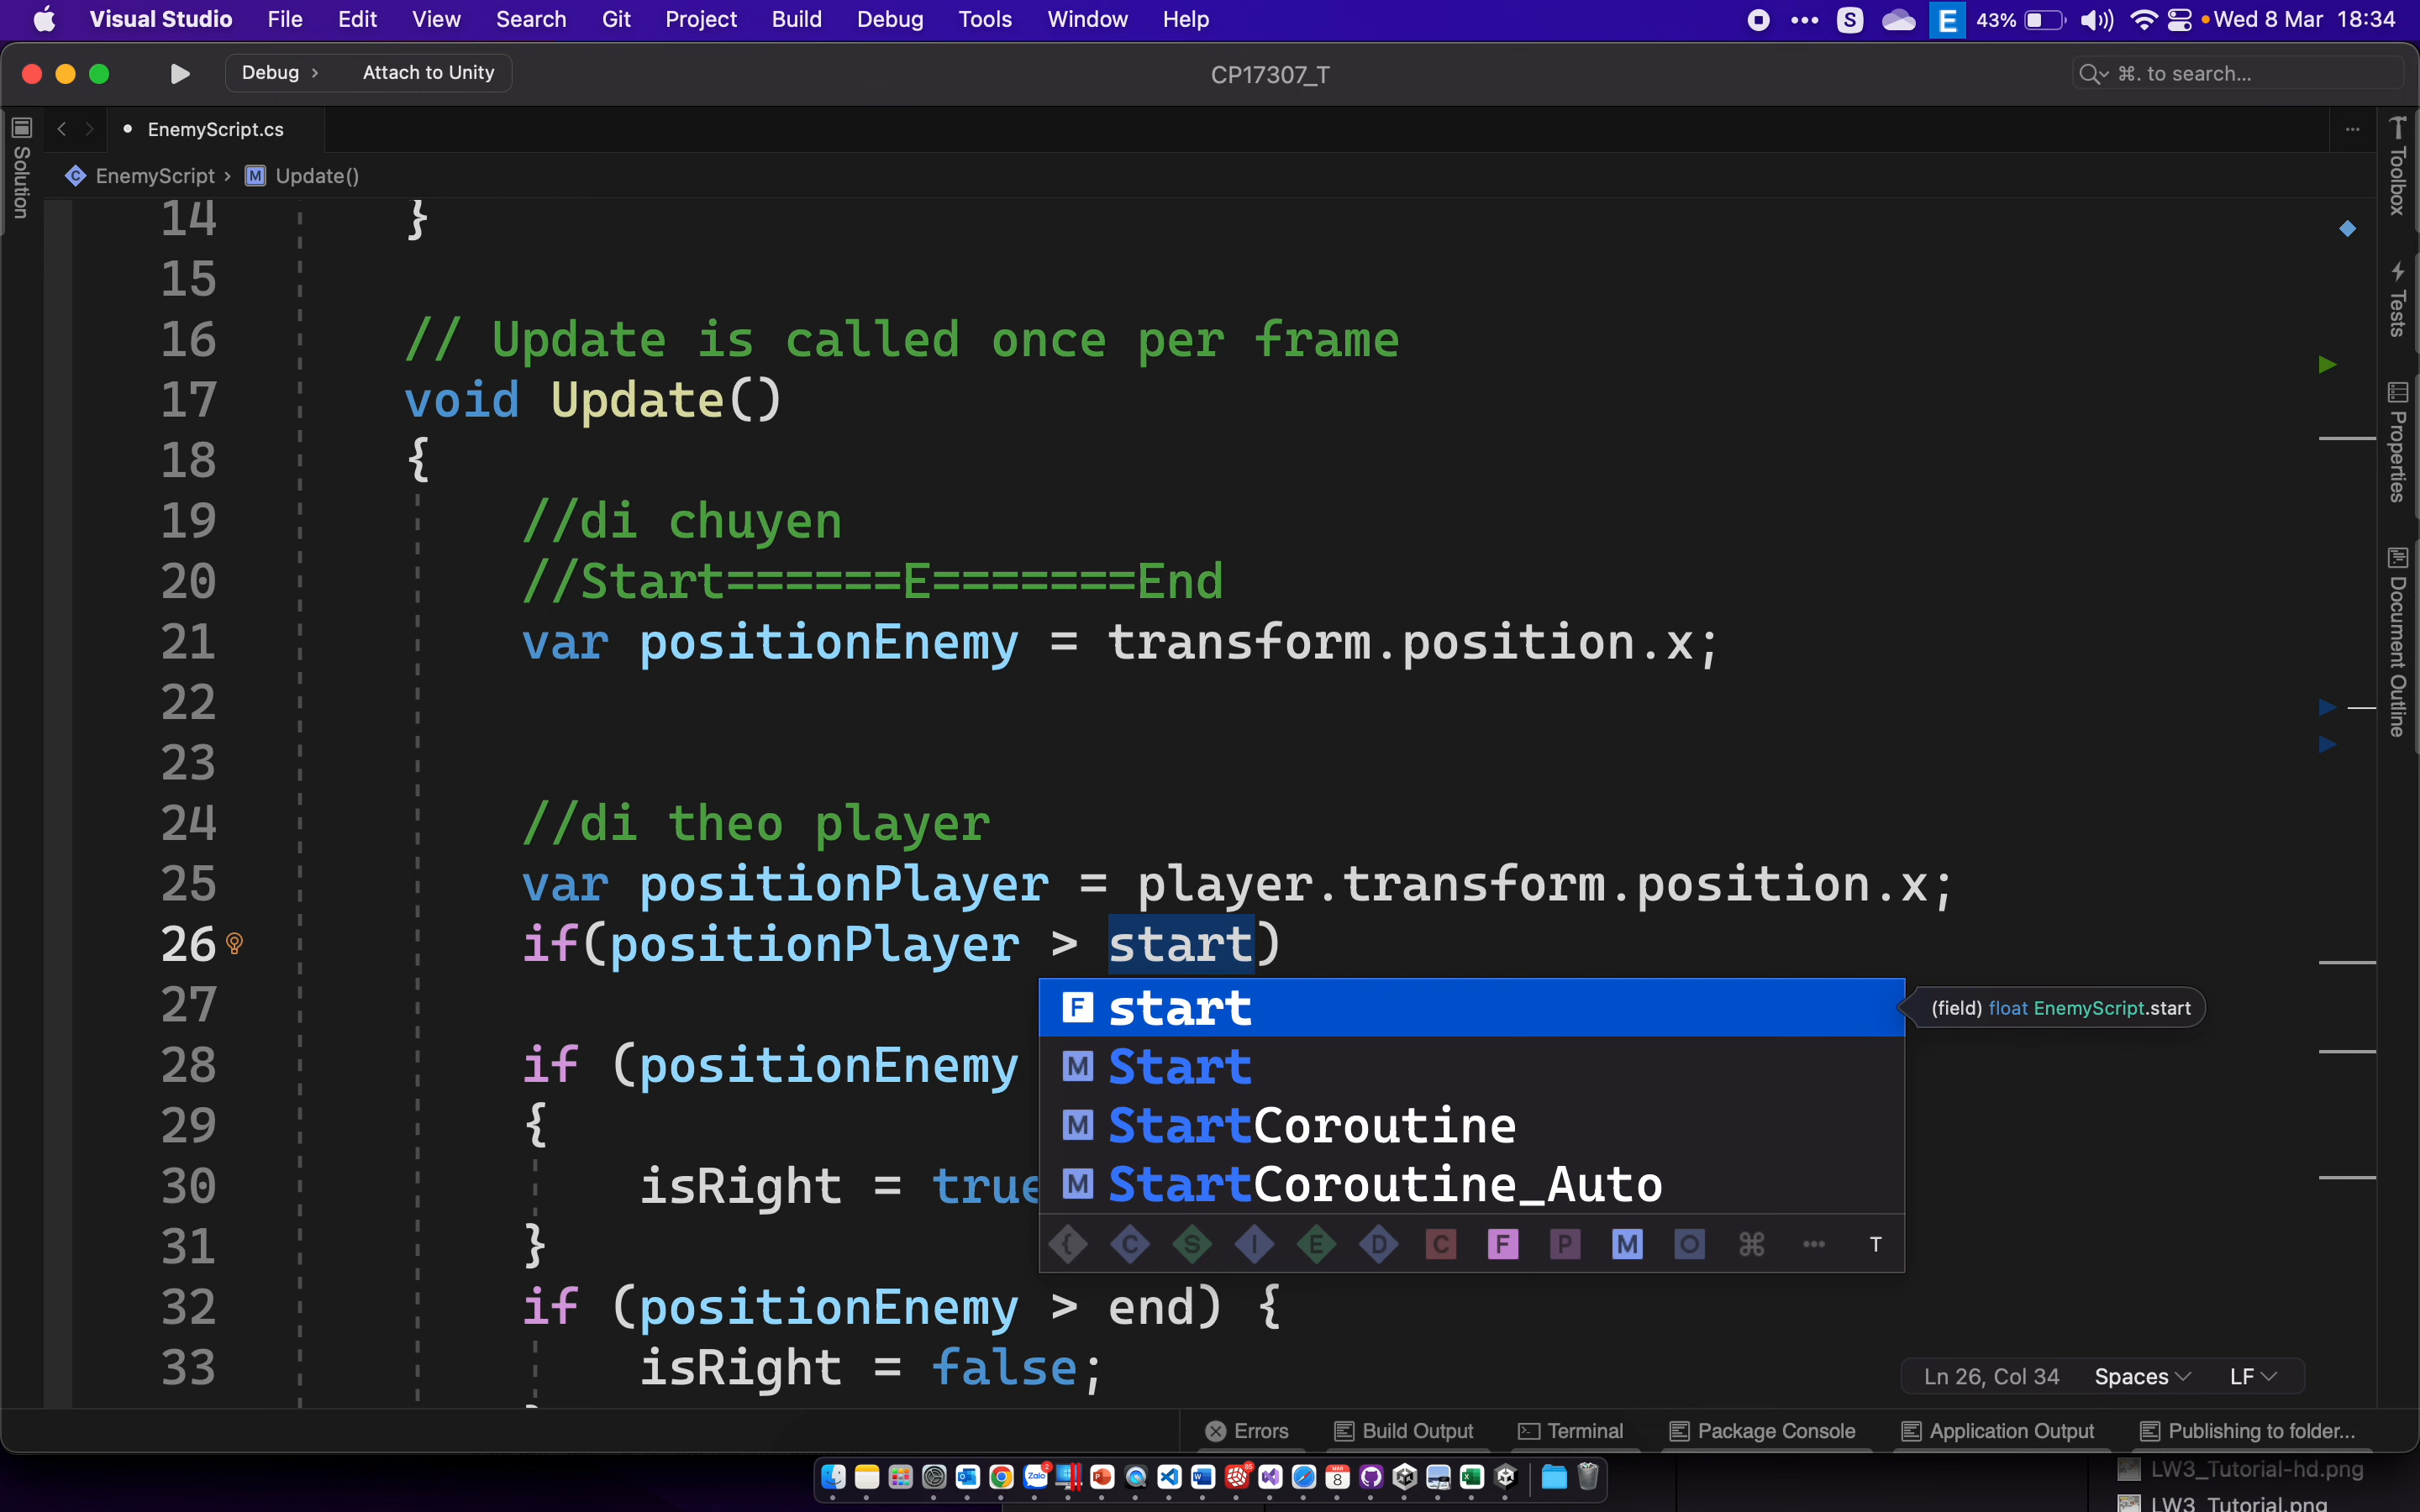 Visual Studio File Edit View Search Git Project Build Debug Tools Window Help S E 43% Wed 8 Mar 18:34
Debug › Attach to Unity
CP17307_T
⌘. to search...
Solution
EnemyScript.cs
EnemyScript › M Update()
14 }
15
16 // Update is called once per frame
17 void Update()
18 {
19 //di chuyen
20 //Start======E=======End
21 var positionEnemy = transform.position.x;
22
23
24 //di theo player
25 var positionPlayer = player.transform.position.x;
26 if(positionPlayer > start)
27
28 if (positionEnemy
29 {
30 isRight = true
31 }
32 if (positionEnemy > end) {
33 isRight = false;
F start
M Start
M StartCoroutine
M StartCoroutine_Auto
{ C S I E D C F P M O ⌘ ••• T
(field) float EnemyScript.start
Toolbox
Tests
Properties
Document Outline
Ln 26, Col 34 Spaces LF
Errors Build Output Terminal Package Console Application Output Publishing to folder...
Zalo 2
8
LW3_Tutorial-hd.png
LW3_Tutorial.png